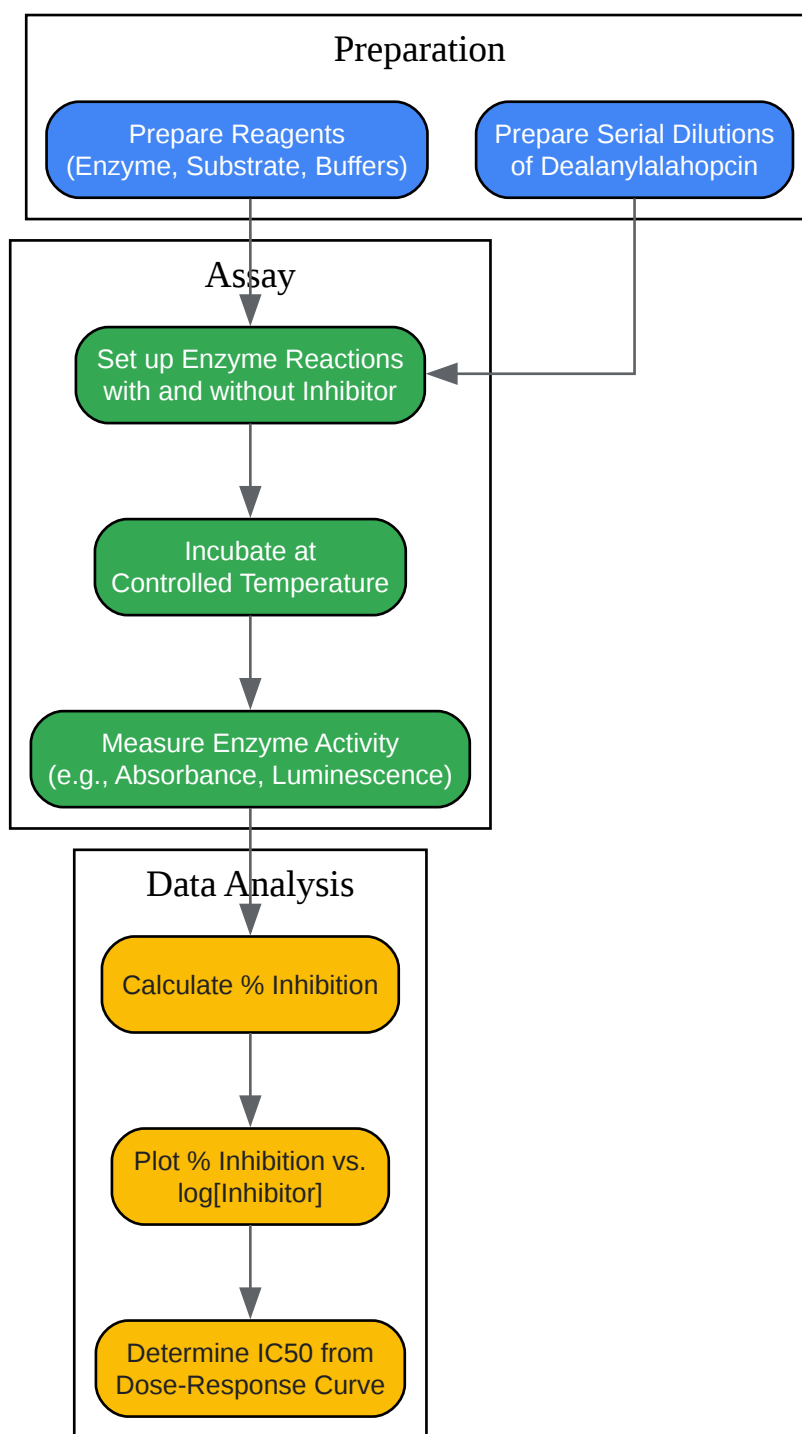 Preparation
Prepare Reagents
(Enzyme, Substrate, Buffers)
Prepare Serial Dilutions
of Dealanylalahopcin
Assay
Set up Enzyme Reactions
with and without Inhibitor
Incubate at
Controlled Temperature
Measure Enzyme Activity
(e.g., Absorbance, Luminescence)
Data Analysis
Calculate % Inhibition
Plot % Inhibition vs.
log[Inhibitor]
Determine IC50 from
Dose-Response Curve